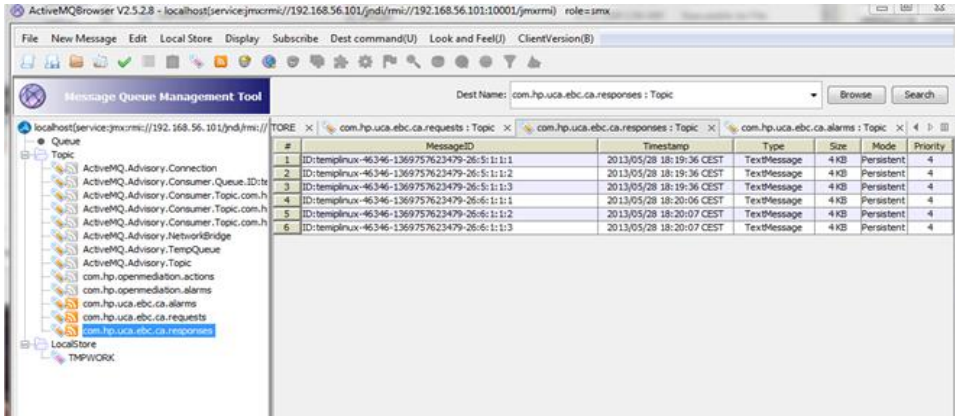 ActiveMQBrowser V2.5.2.8 - localhost(service:jmx:rmi://192.168.56.101/jndi/rmi://192.168.56.101:10001/jmxrmi) role=smx
File New Message Edit Local Store Display Subscribe Dest command(U) Look and Feel(J) ClientVersion(B)
Message Queue Management Tool
Dest Name: com.hp.uca.ebc.ca.responses : Topic
Browse
Search
localhost(service:jmx:rmi://192.168.56.101/jndi/rmi://
Queue
Topic
ActiveMQ.Advisory.Connection
ActiveMQ.Advisory.Consumer.Queue.ID:te
ActiveMQ.Advisory.Consumer.Topic.com.h
ActiveMQ.Advisory.Consumer.Topic.com.h
ActiveMQ.Advisory.Consumer.Topic.com.h
ActiveMQ.Advisory.NetworkBridge
ActiveMQ.Advisory.TempQueue
ActiveMQ.Advisory.Topic
com.hp.openmediation.actions
com.hp.openmediation.alarms
com.hp.uca.ebc.ca.alarms
com.hp.uca.ebc.ca.requests
com.hp.uca.ebc.ca.responses
LocalStore
TMPWORK
TORE com.hp.uca.ebc.ca.requests : Topic com.hp.uca.ebc.ca.responses : Topic com.hp.uca.ebc.ca.alarms : Topic
# MessageID Timestamp Type Size Mode Priority
1 ID:templinux-46346-1369757623479-26:5:1:1:1 2013/05/28 18:19:36 CEST TextMessage 4KB Persistent 4
2 ID:templinux-46346-1369757623479-26:5:1:1:2 2013/05/28 18:19:36 CEST TextMessage 4KB Persistent 4
3 ID:templinux-46346-1369757623479-26:5:1:1:3 2013/05/28 18:19:36 CEST TextMessage 4KB Persistent 4
4 ID:templinux-46346-1369757623479-26:6:1:1:1 2013/05/28 18:20:06 CEST TextMessage 4KB Persistent 4
5 ID:templinux-46346-1369757623479-26:6:1:1:2 2013/05/28 18:20:07 CEST TextMessage 4KB Persistent 4
6 ID:templinux-46346-1369757623479-26:6:1:1:3 2013/05/28 18:20:07 CEST TextMessage 4KB Persistent 4